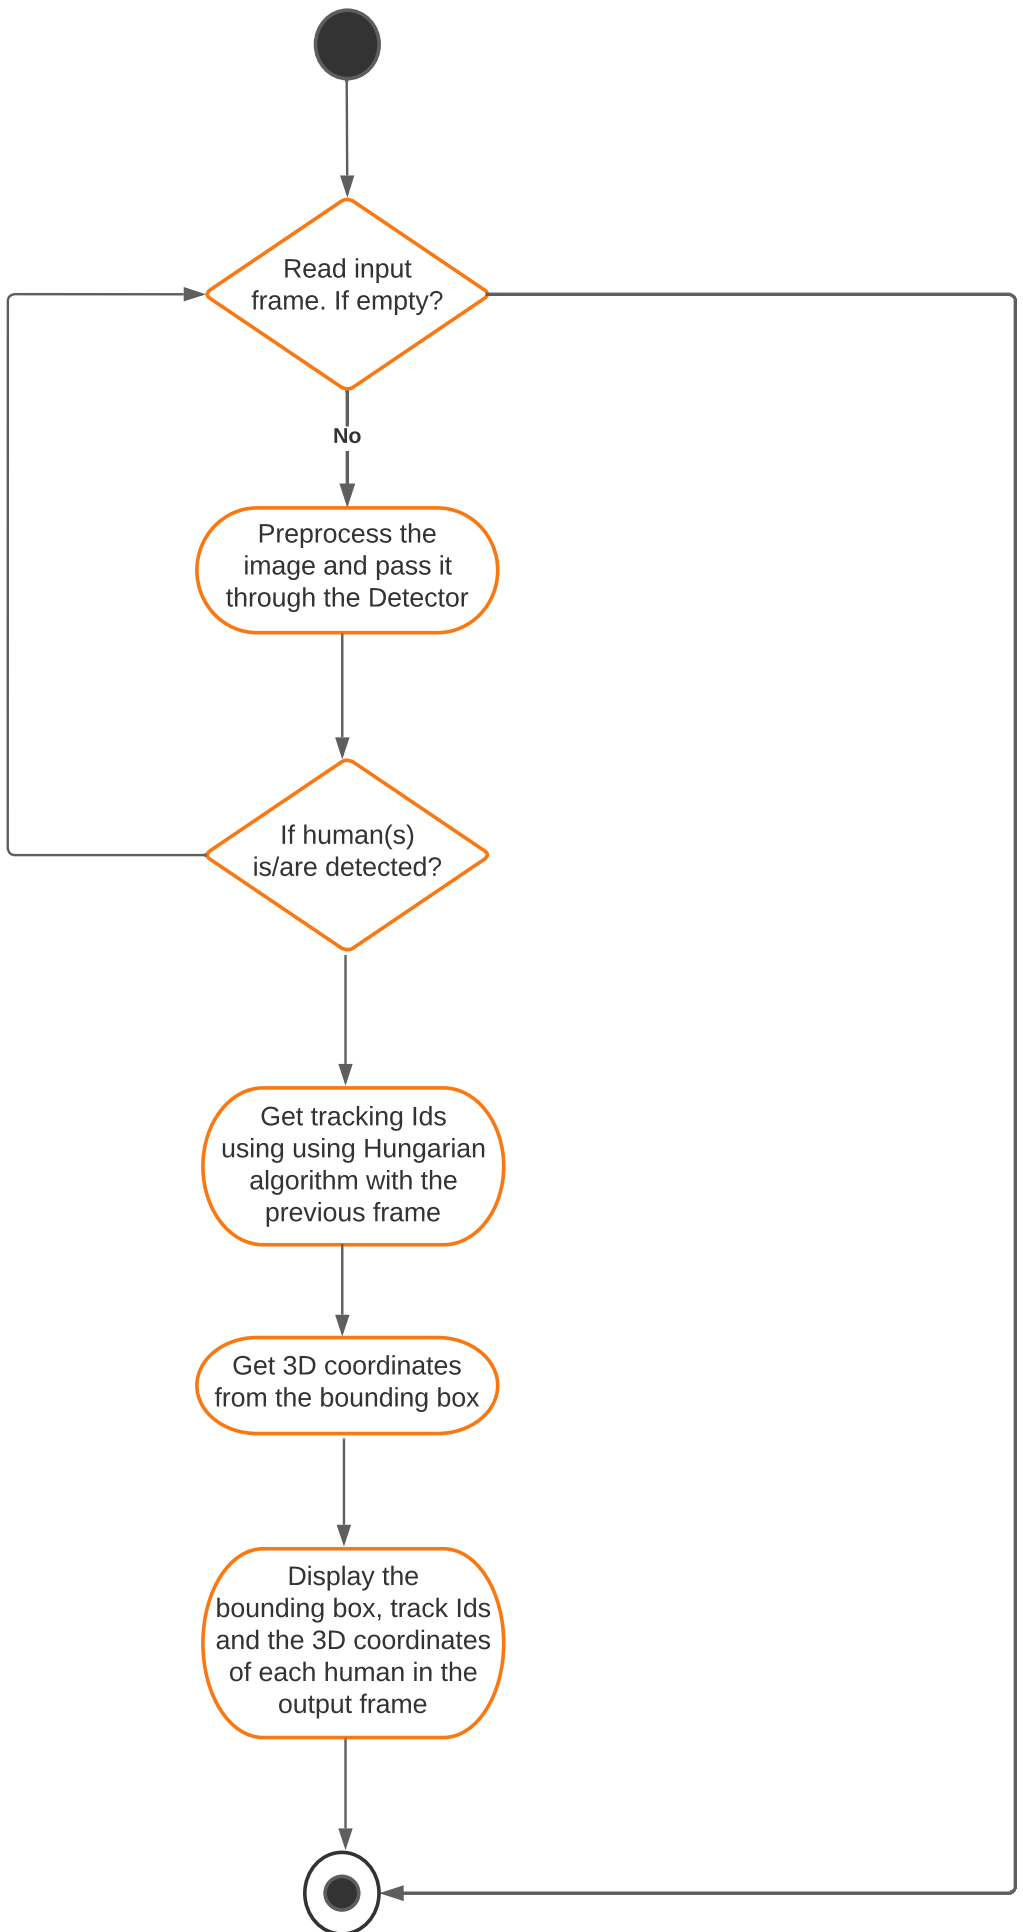 Read input
frame. If empty?
No
Preprocess the
image and pass it
through the Detector
If human(s)
is/are detected?
Get tracking Ids
using using Hungarian
algorithm with the
previous frame
Get 3D coordinates
from the bounding box
Display the
bounding box, track Ids
and the 3D coordinates
of each human in the
output frame